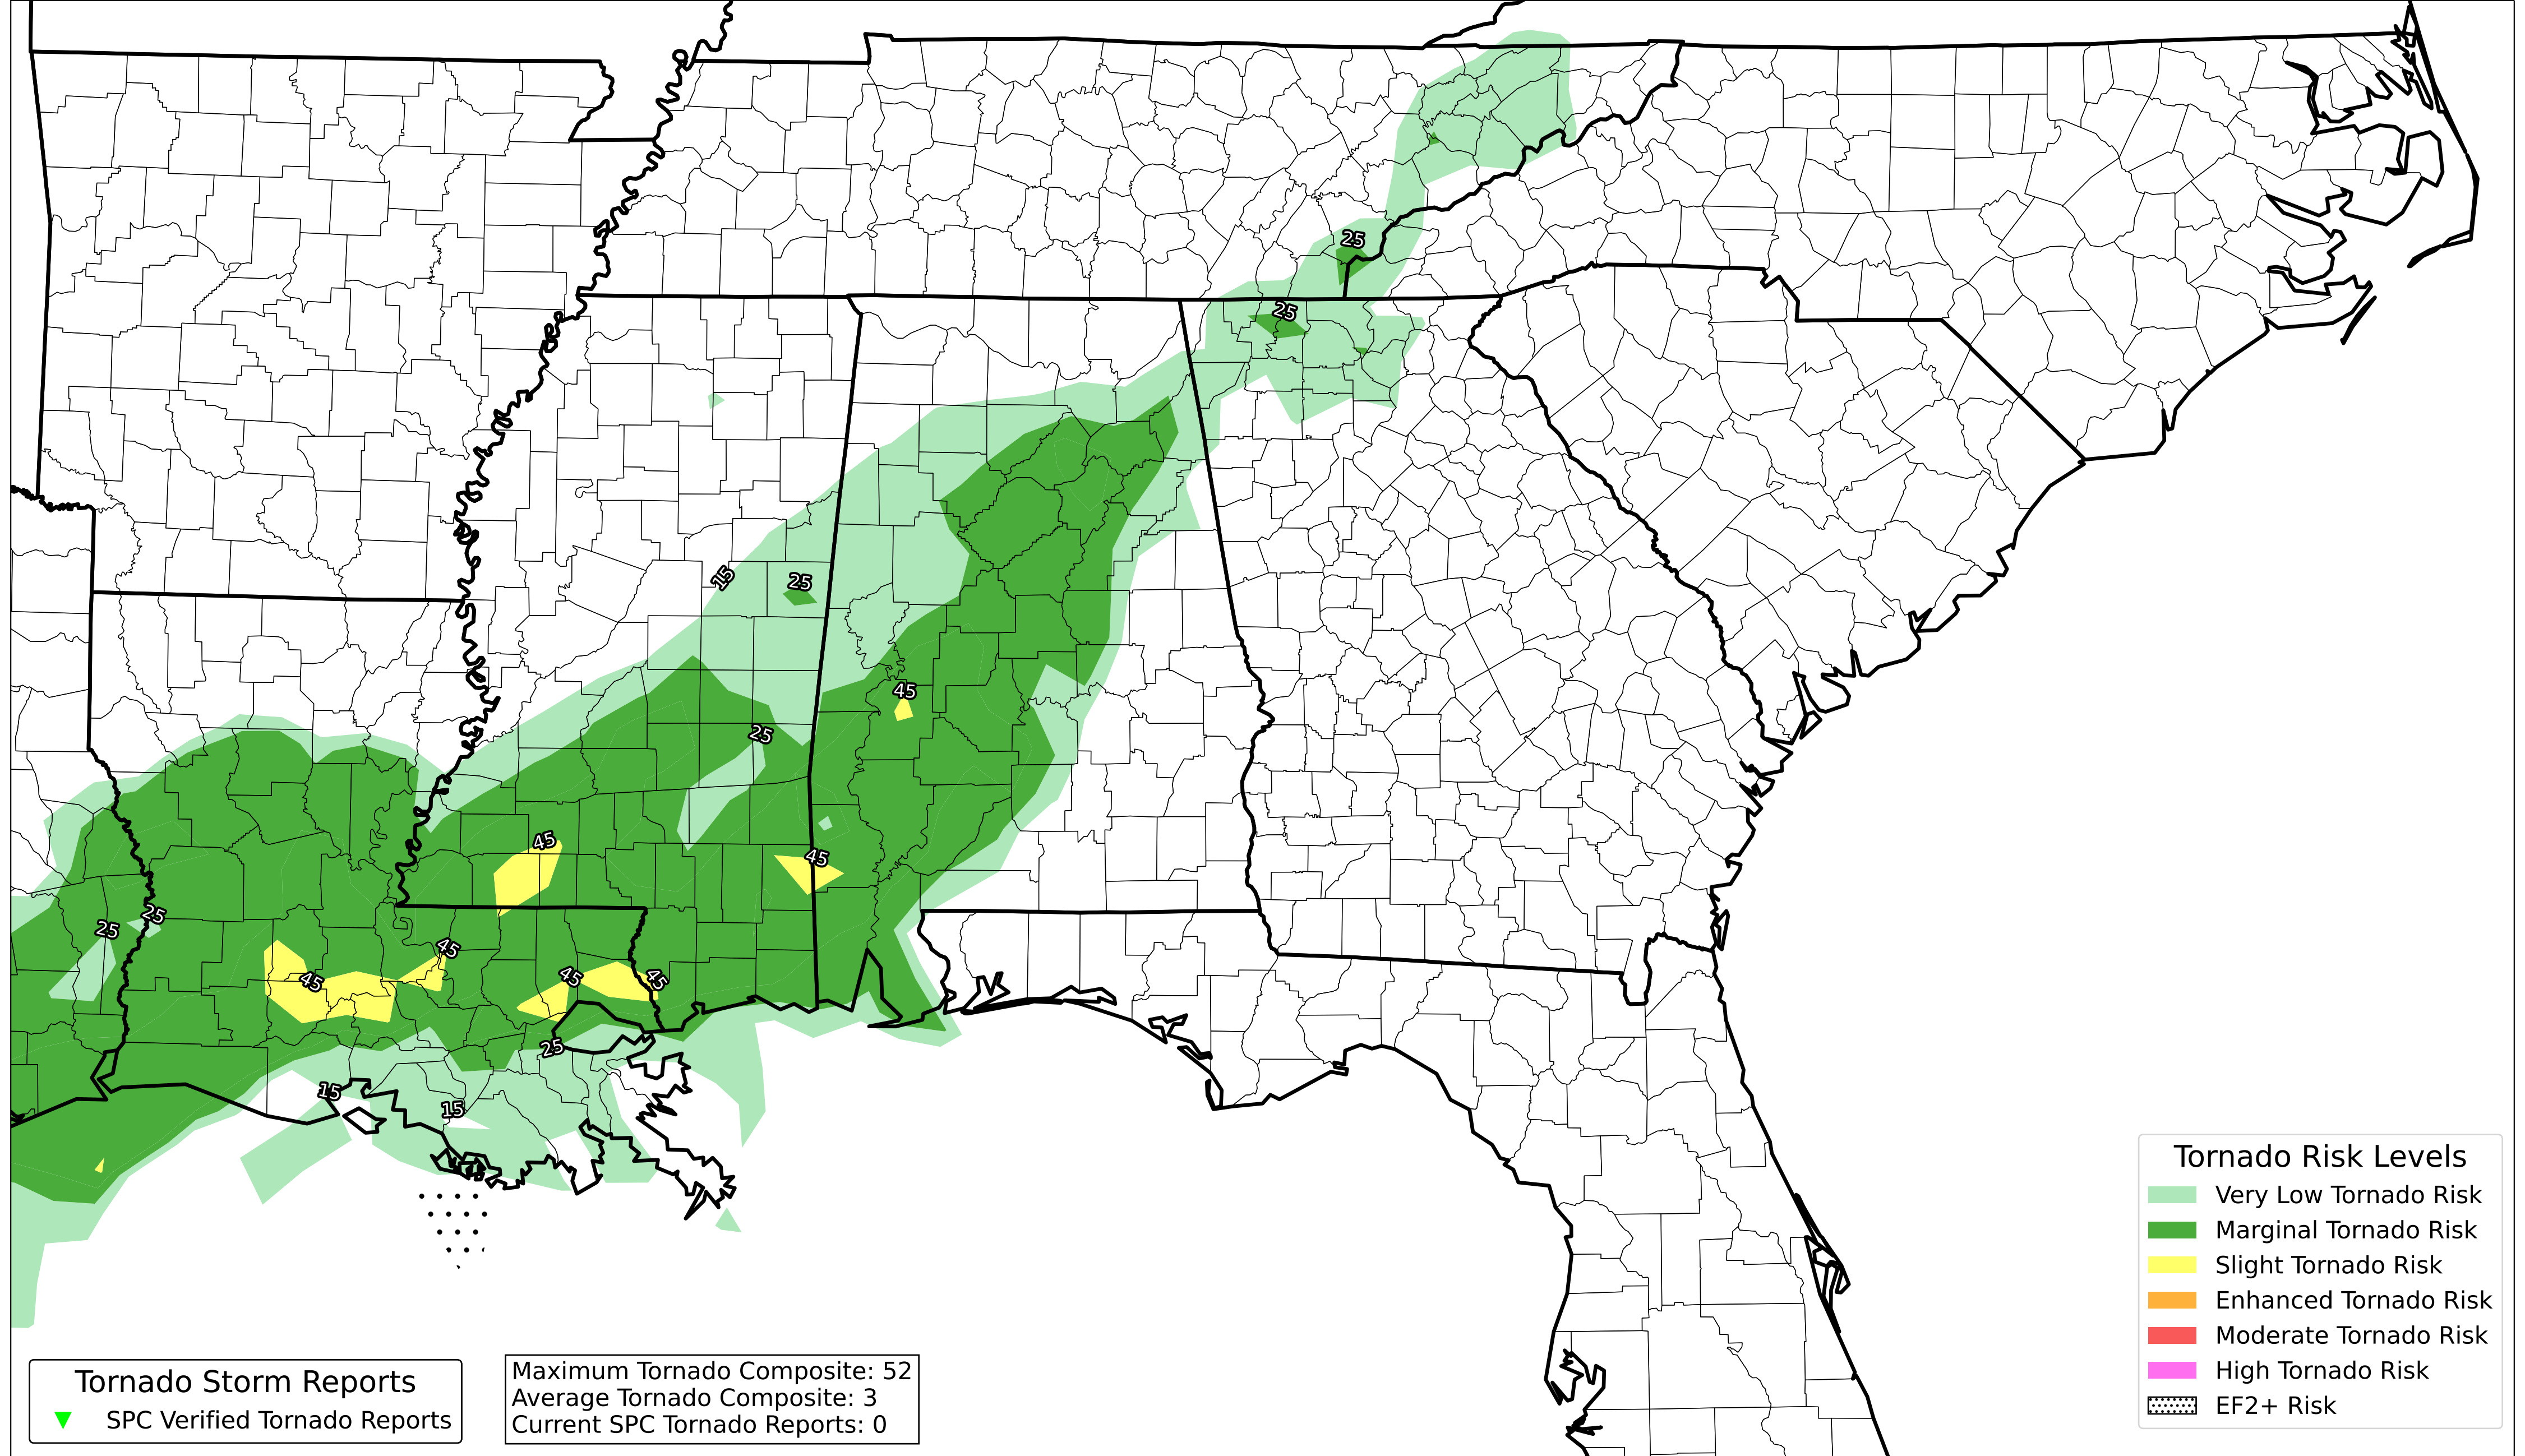 25
25
15
25
45
25
45
45
25
25
45
45
45
45
25
15
15
Tornado Risk Levels
Very Low Tornado Risk
Marginal Tornado Risk
Slight Tornado Risk
Enhanced Tornado Risk
Moderate Tornado Risk
High Tornado Risk
EF2+ Risk
Tornado Storm Reports
SPC Verified Tornado Reports
Maximum Tornado Composite: 52
Average Tornado Composite: 3
Current SPC Tornado Reports: 0